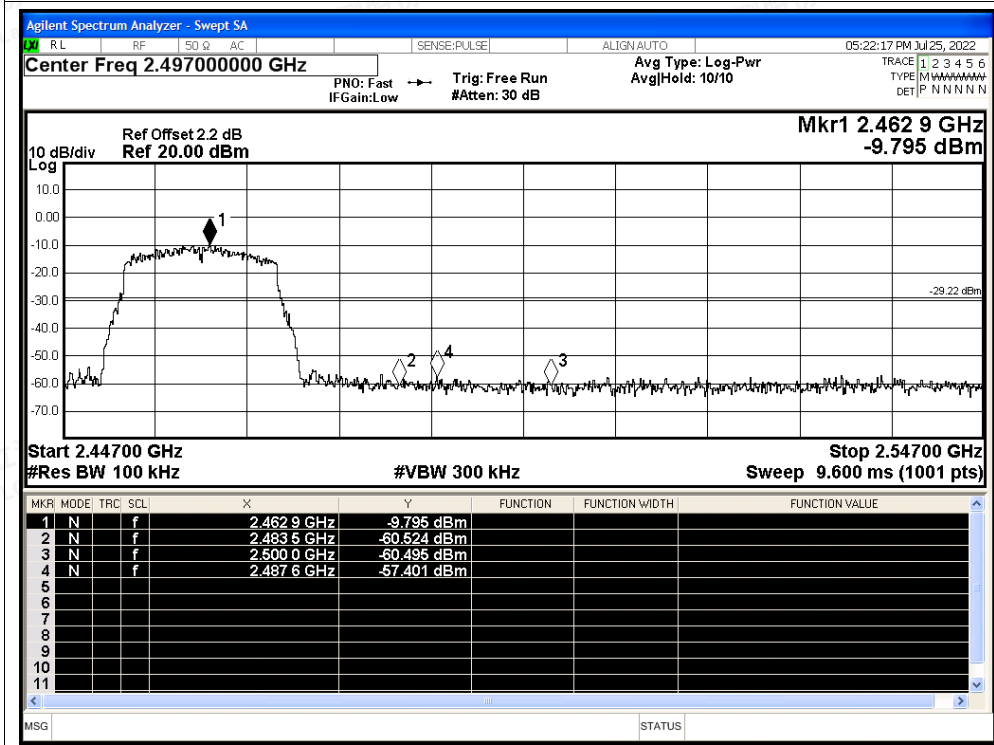 Agilent Spectrum Analyzer - Swept SA
LXI RL RF 50 Ω AC SENSE:PULSE ALIGN AUTO 05:22:17 PM Jul 25, 2022
Center Freq 2.497000000 GHz
PNO: Fast
IFGain:Low
Trig: Free Run
#Atten: 30 dB
Avg Type: Log-Pwr
Avg|Hold: 10/10
TRACE 1 2 3 4 5 6
TYPE M
DET P N N N N N
Mkr1 2.462 9 GHz
-9.795 dBm
Ref Offset 2.2 dB
10 dB/div Ref 20.00 dBm
Log
10.0
0.00
-10.0
-20.0
-30.0
-40.0
-50.0
-60.0
-70.0
1
-29.22 dBm
2
4
3
Start 2.44700 GHz Stop 2.54700 GHz
#Res BW 100 kHz #VBW 300 kHz Sweep 9.600 ms (1001 pts)
MKR MODE TRC SCL X Y FUNCTION FUNCTION WIDTH FUNCTION VALUE
1 N f 2.462 9 GHz -9.795 dBm
2 N f 2.483 5 GHz -60.524 dBm
3 N f 2.500 0 GHz -60.495 dBm
4 N f 2.487 6 GHz -57.401 dBm
5
6
7
8
9
10
11
MSG STATUS